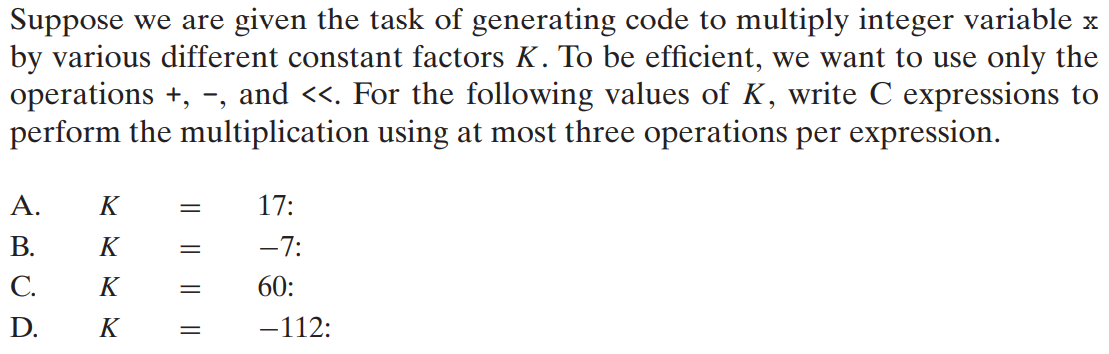 Suppose we are given the task of generating code to multiply integer variable x
by various different constant factors K. To be efficient, we want to use only the
operations +, -, and <<. For the following values of K, write C expressions to
perform the multiplication using at most three operations per expression.
A. K = 17:
B. K = −7:
C. K = 60:
D. K = −112: